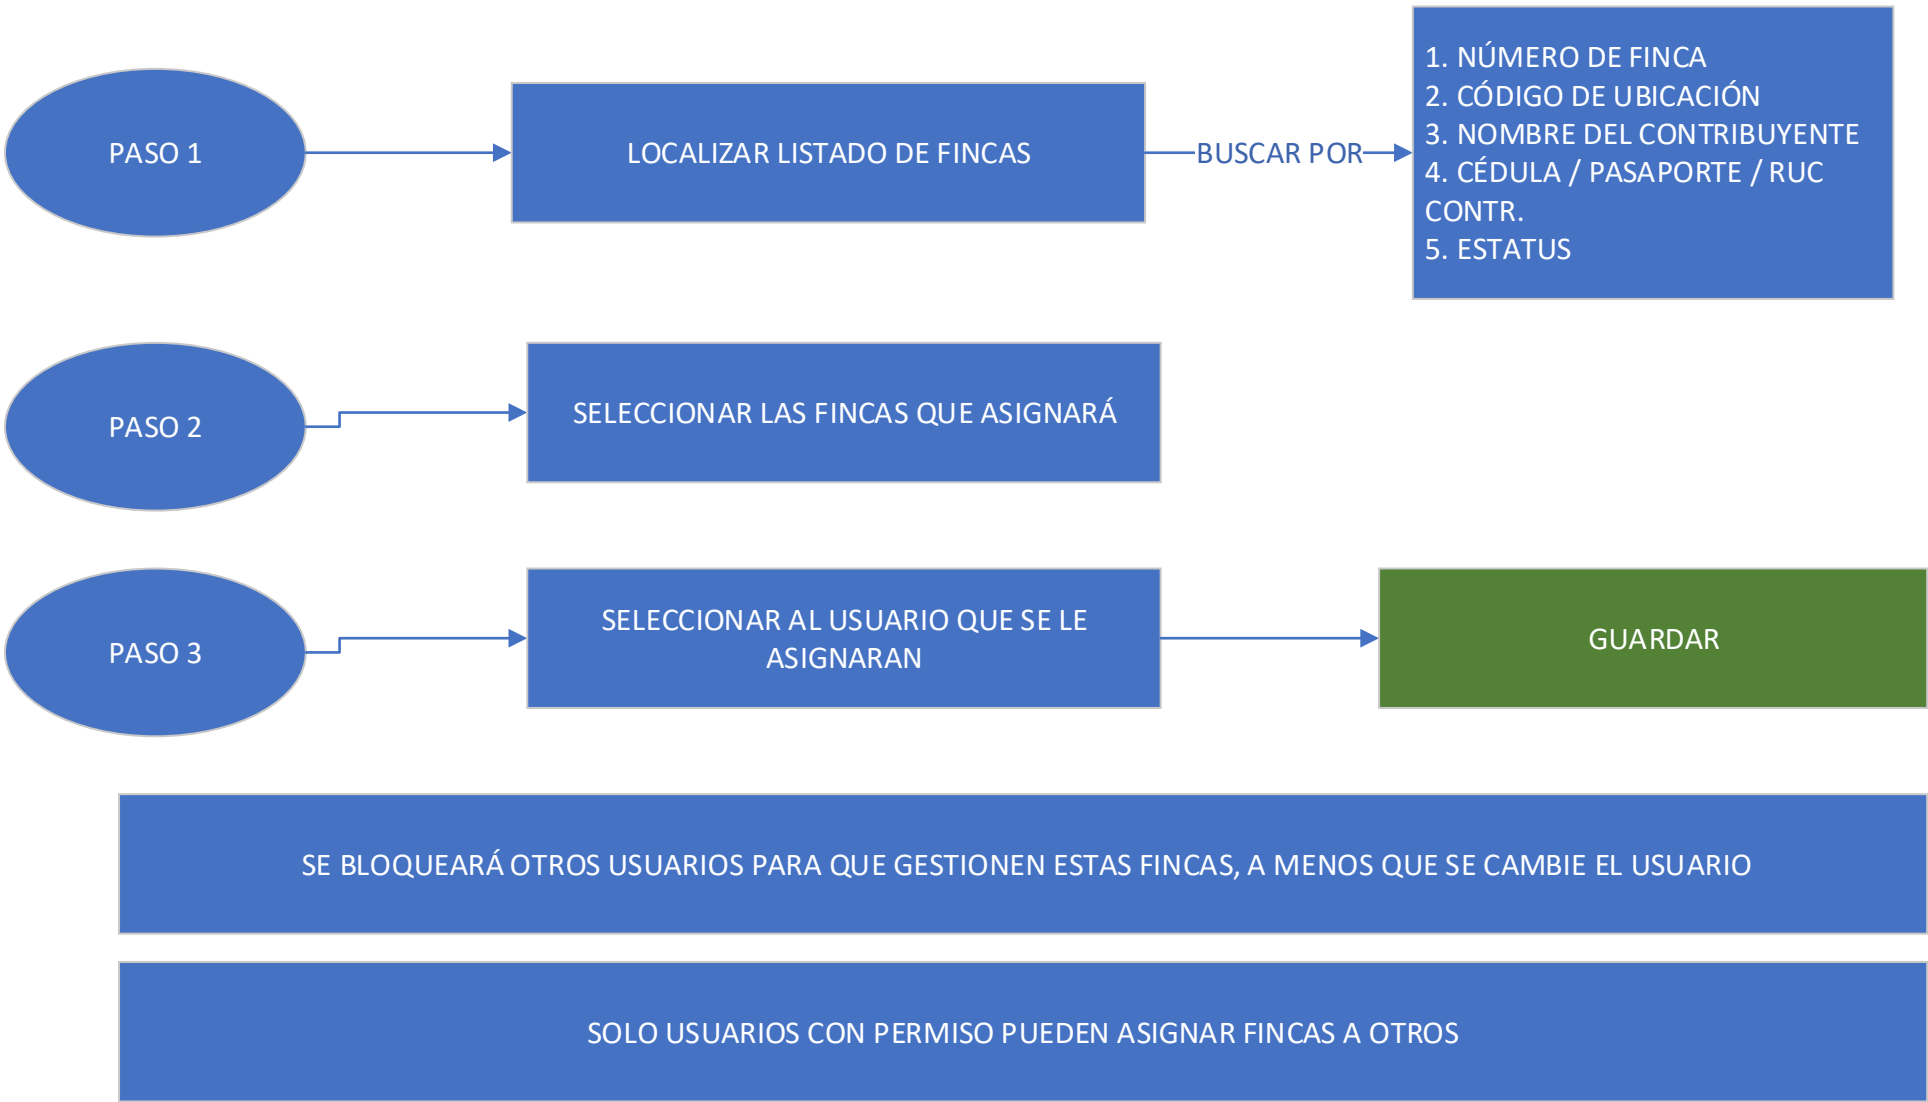 PASO 1
LOCALIZAR LISTADO DE FINCAS
BUSCAR POR
1. NÚMERO DE FINCA
2. CÓDIGO DE UBICACIÓN
3. NOMBRE DEL CONTRIBUYENTE
4. CÉDULA / PASAPORTE / RUC
CONTR.
5. ESTATUS
PASO 2
SELECCIONAR LAS FINCAS QUE ASIGNARÁ
PASO 3
SELECCIONAR AL USUARIO QUE SE LE
ASIGNARAN
GUARDAR
SE BLOQUEARÁ OTROS USUARIOS PARA QUE GESTIONEN ESTAS FINCAS, A MENOS QUE SE CAMBIE EL USUARIO
SOLO USUARIOS CON PERMISO PUEDEN ASIGNAR FINCAS A OTROS